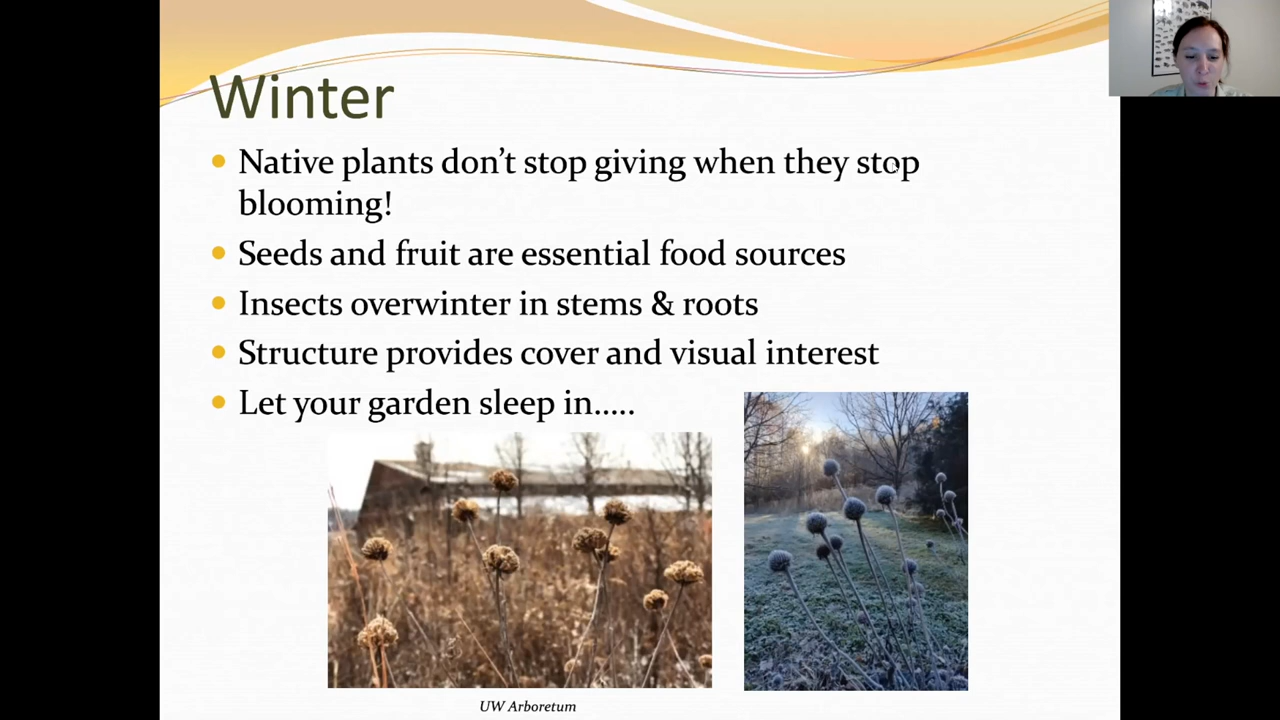 Winter
Native plants don't stop giving when they stop
blooming!
Seeds and fruit are essential food sources
Insects overwinter in stems & roots
Structure provides cover and visual interest
Let your garden sleep in.....
UW Arboretum